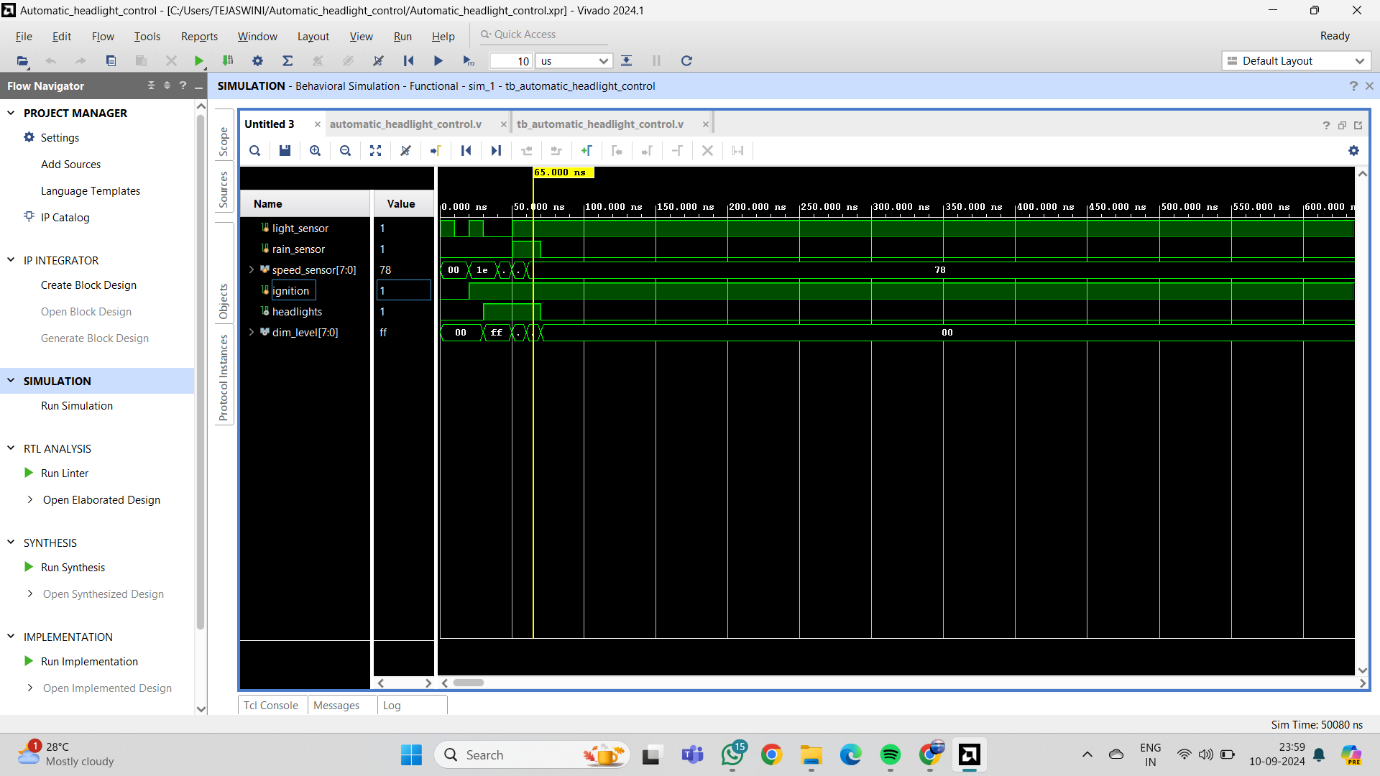 Automatic_headlight_control - [C:/Users/TEJASWINI/Automatic_headlight_control/Automatic_headlight_control.xpr] - Vivado 2024.1
File Edit Flow Tools Reports Window Layout View Run Help Quick Access Ready
10 us Default Layout
Flow Navigator
SIMULATION - Behavioral Simulation - Functional - sim_1 - tb_automatic_headlight_control
PROJECT MANAGER
Settings
Add Sources
Language Templates
IP Catalog
IP INTEGRATOR
Create Block Design
Open Block Design
Generate Block Design
SIMULATION
Run Simulation
RTL ANALYSIS
Run Linter
Open Elaborated Design
SYNTHESIS
Run Synthesis
Open Synthesized Design
IMPLEMENTATION
Run Implementation
Open Implemented Design
Scope
Sources
Objects
Protocol Instances
Untitled 3 automatic_headlight_control.v tb_automatic_headlight_control.v
65.000 ns
Name Value 0.000 ns 50.000 ns 100.000 ns 150.000 ns 200.000 ns 250.000 ns 300.000 ns 350.000 ns 400.000 ns 450.000 ns 500.000 ns 550.000 ns 600.000 n
light_sensor 1
rain_sensor 1
speed_sensor[7:0] 78 00 1e . . 78
ignition 1
headlights 1
dim_level[7:0] ff 00 ff . . 00
Tcl Console Messages Log
Sim Time: 50080 ns
1 28°C
Mostly cloudy
Search
15
ENG
IN
23:59
10-09-2024
PRE